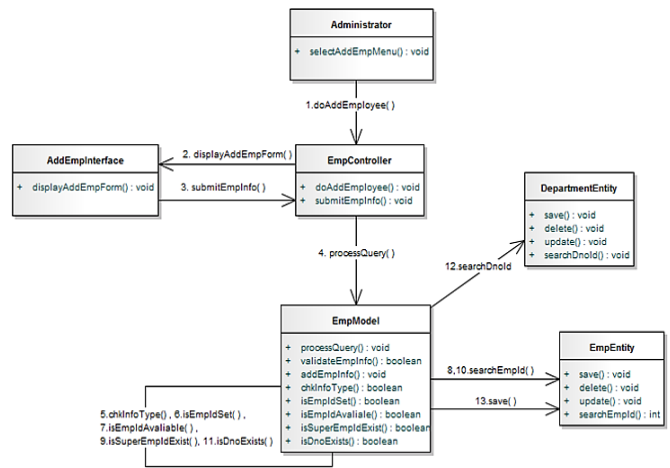 Administrator
+ selectAddEmpMenu() : void
1.doAddEmployee( )
AddEmpInterface
+ displayAddEmpForm() : void
2. displayAddEmpForm( )
3. submitEmpInfo( )
EmpController
+ doAddEmployee() : void
+ submitEmpInfo() : void
DepartmentEntity
+ save() : void
+ delete() : void
+ update() : void
+ searchDnoId() : void
4. processQuery( )
12.searchDnoId
EmpModel
+ processQuery() : void
+ validateEmpInfo() : boolean
+ addEmpInfo() : void
+ chkInfoType() : boolean
+ isEmpIdSet() : boolean
+ isEmpIdAvaliale() : boolean
+ isSuperEmpIdExist() : boolean
+ isDnoExists() : boolean
8,10.searchEmpId( )
13.save( )
EmpEntity
+ save() : void
+ delete() : void
+ update() : void
+ searchEmpId() : int
5.chkInfoType() , 6.isEmpIdSet( ) ,
7.isEmpIdAvaliable( ) ,
9.isSuperEmpIdExist( ), 11.isDnoExists( )